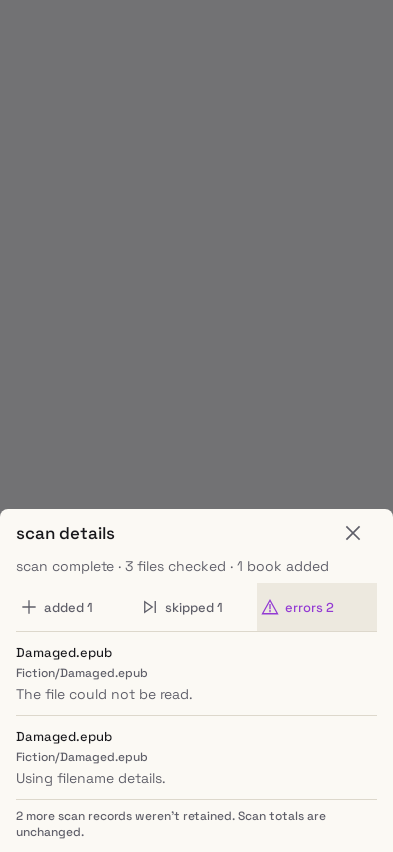 scan details
scan complete · 3 files checked · 1 book added
added 1
skipped 1
errors 2
Damaged.epub
Fiction/Damaged.epub
The file could not be read.
Damaged.epub
Fiction/Damaged.epub
Using filename details.
2 more scan records weren't retained. Scan totals are
unchanged.